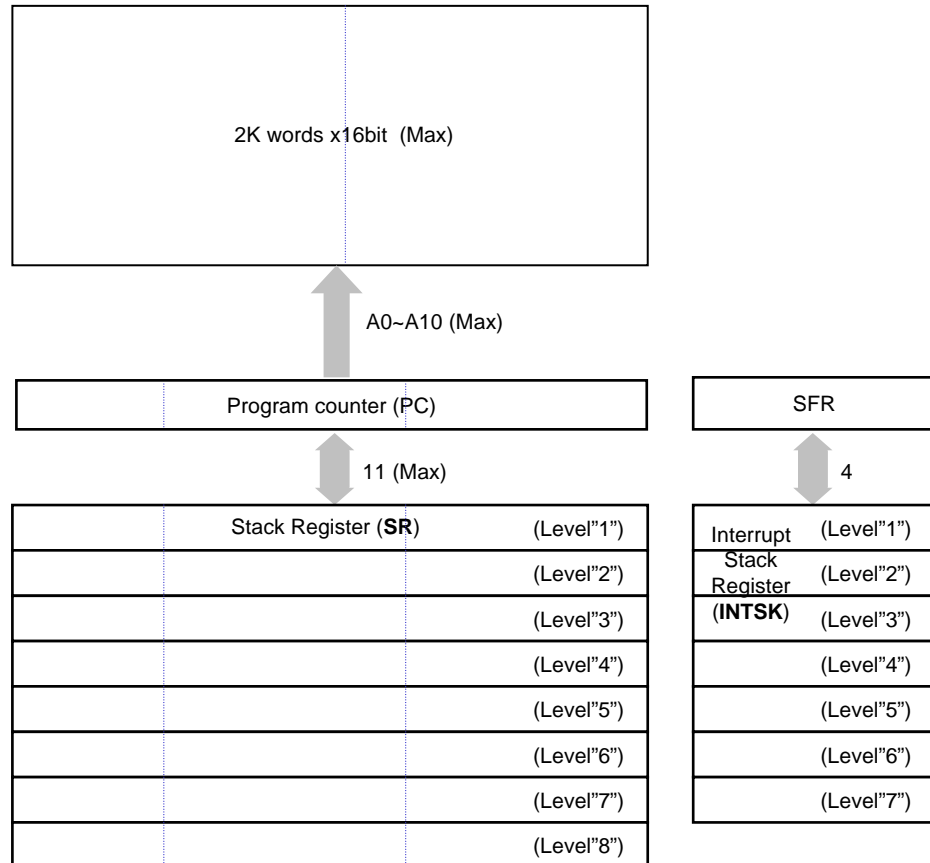 2K words x16bit (Max)
A0~A10 (Max)
Program counter (PC)
SFR
11 (Max)
4
Stack Register (SR)
(Level”1”)
(Level”2”)
(Level”3”)
(Level”4”)
(Level”5”)
(Level”6”)
(Level”7”)
(Level”8”)
Interrupt
Stack
Register
(INTSK)
(Level”1”)
(Level”2”)
(Level”3”)
(Level”4”)
(Level”5”)
(Level”6”)
(Level”7”)